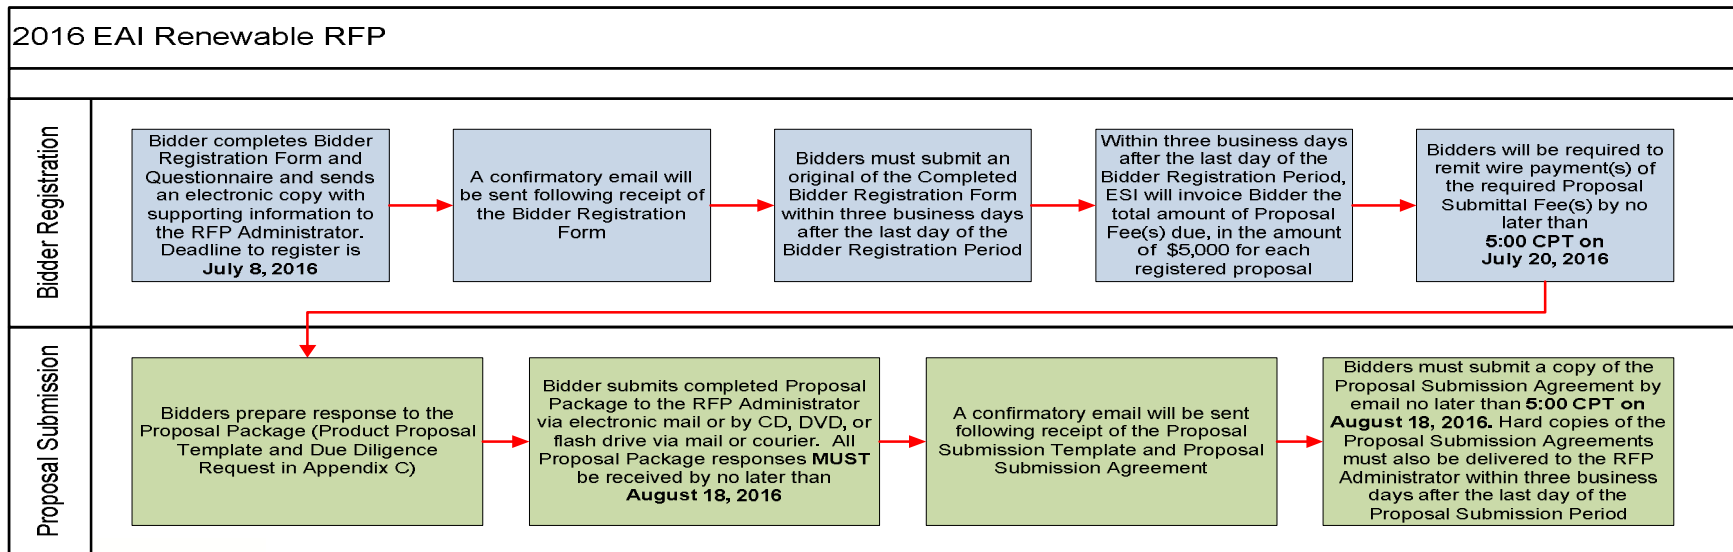 2016 EAI Renewable RFP
Bidder Registration
Bidder completes Bidder
Registration Form and
Questionnaire and sends
an electronic copy with
supporting information to
the RFP Administrator.
Deadline to register is
July 8, 2016
A confirmatory email will
be sent following receipt of
the Bidder Registration
Form
Bidders must submit an
original of the Completed
Bidder Registration Form
within three business days
after the last day of the
Bidder Registration Period
Within three business days
after the last day of the
Bidder Registration Period,
ESI will invoice Bidder the
total amount of Proposal
Fee(s) due, in the amount
of $5,000 for each
registered proposal
Bidders will be required to
remit wire payment(s) of
the required Proposal
Submittal Fee(s) by no
later than
5:00 CPT on
July 20, 2016
Proposal Submission
Bidders prepare response to the
Proposal Package (Product Proposal
Template and Due Diligence
Request in Appendix C)
Bidder submits completed Proposal
Package to the RFP Administrator
via electronic mail or by CD, DVD, or
flash drive via mail or courier. All
Proposal Package responses MUST
be received by no later than
August 18, 2016
A confirmatory email will be sent
following receipt of the Proposal
Submission Template and Proposal
Submission Agreement
Bidders must submit a copy of the
Proposal Submission Agreement by
email no later than 5:00 CPT on
August 18, 2016. Hard copies of the
Proposal Submission Agreements
must also be delivered to the RFP
Administrator within three business
days after the last day of the
Proposal Submission Period